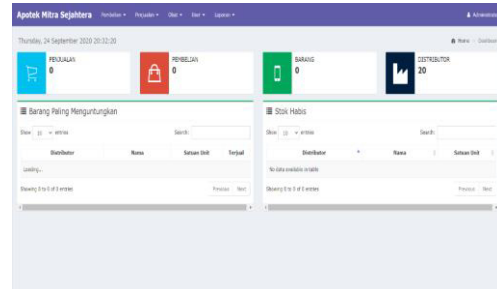 Apotek Mitra Sejahtera Pembelian Penjualan Obat User Laporan Administrator
Thursday, 24 September 2020 20:32:20 Home Dashboard
PENJUALAN
0
PEMBELIAN
0
BARANG
0
DISTRIBUTOR
20
Barang Paling Menguntungkan
Show 10 entries Search:
Distributor Nama Satuan Unit Terjual
Loading...
Showing 0 to 0 of 0 entries Previous Next
Stok Habis
Show 10 entries Search:
Distributor Nama Satuan Unit
No data available in table
Showing 0 to 0 of 0 entries Previous Next